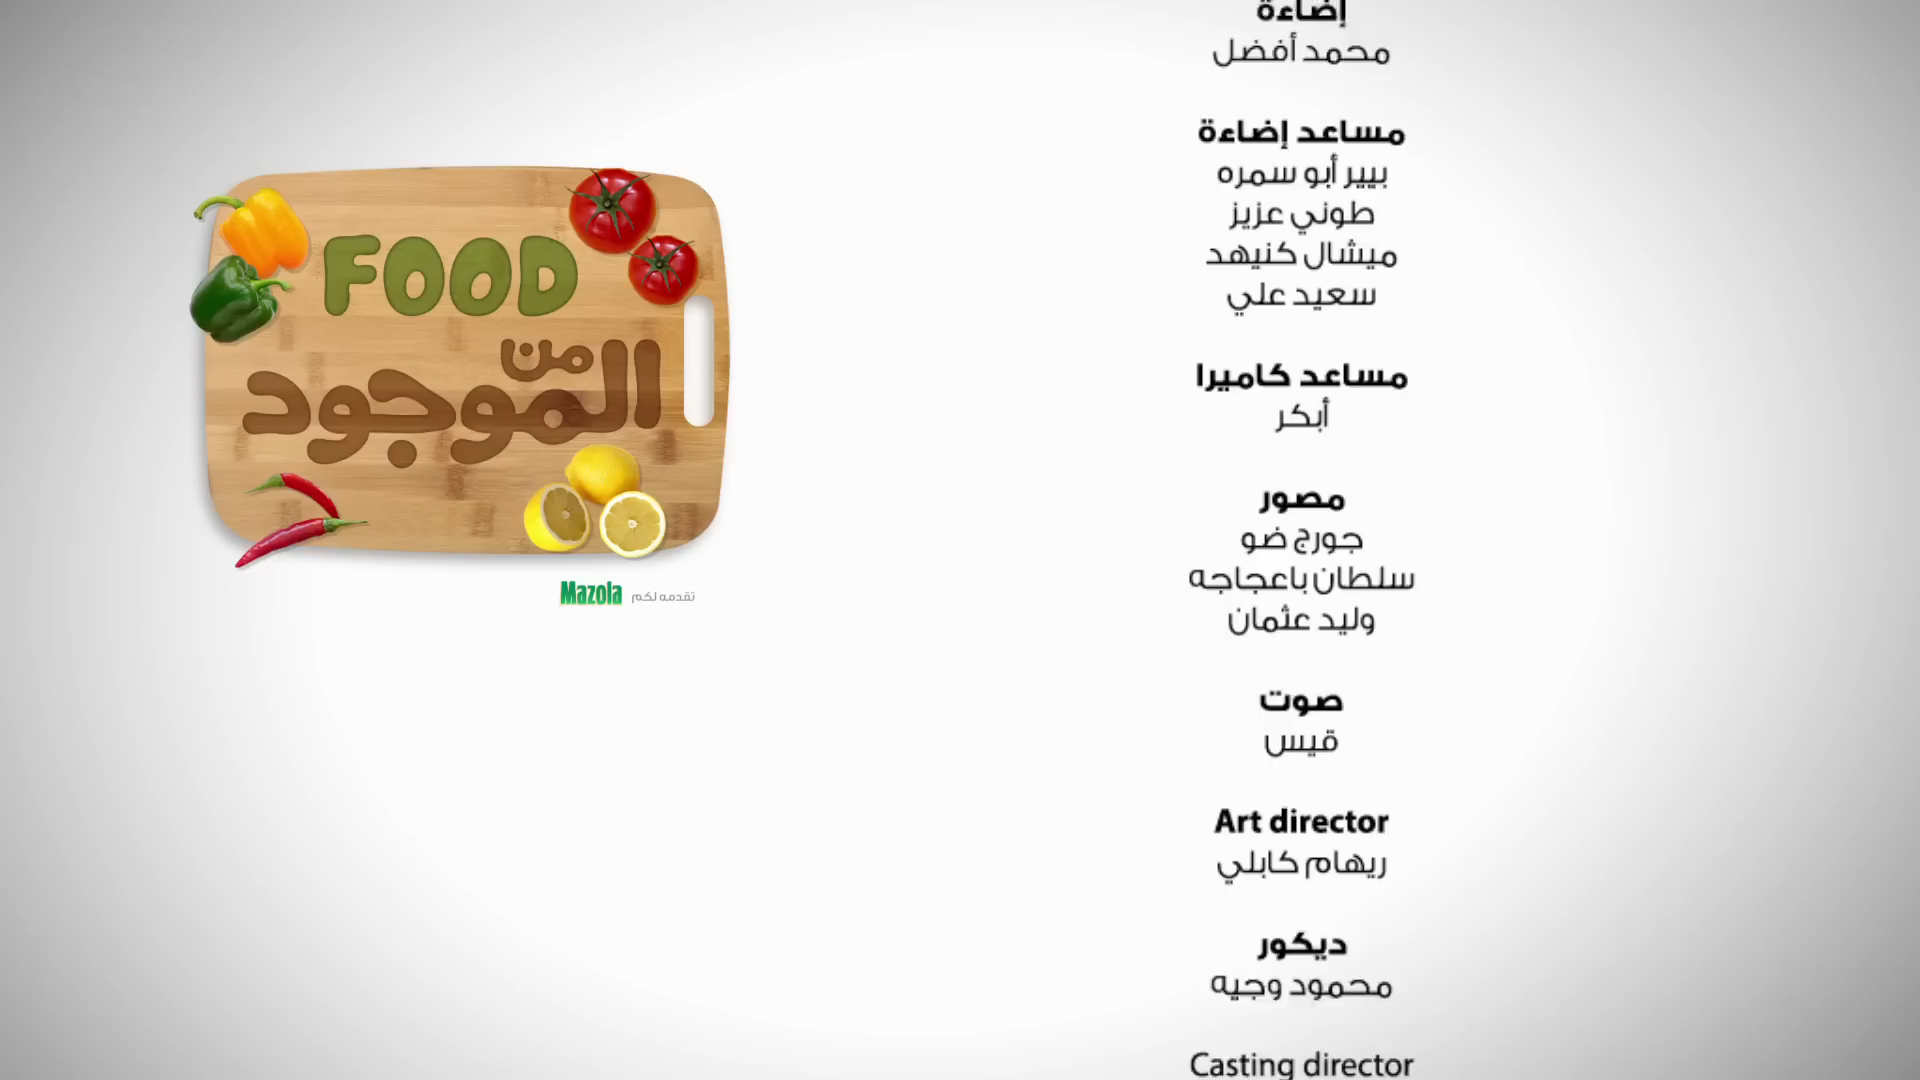 FOOD
من
الموجود
تقدمه لكم Mazola
إضاءة
محمد أفضل
مساعد إضاءة
بيير أبو سمره
طوني عزيز
ميشال كنيهد
سعيد علي
مساعد كاميرا
أبكر
مصور
جورج ضو
سلطان باعجاجه
وليد عثمان
صوت
قيس
Art director
ريهام كابلي
ديكور
محمود وجيه
Casting director